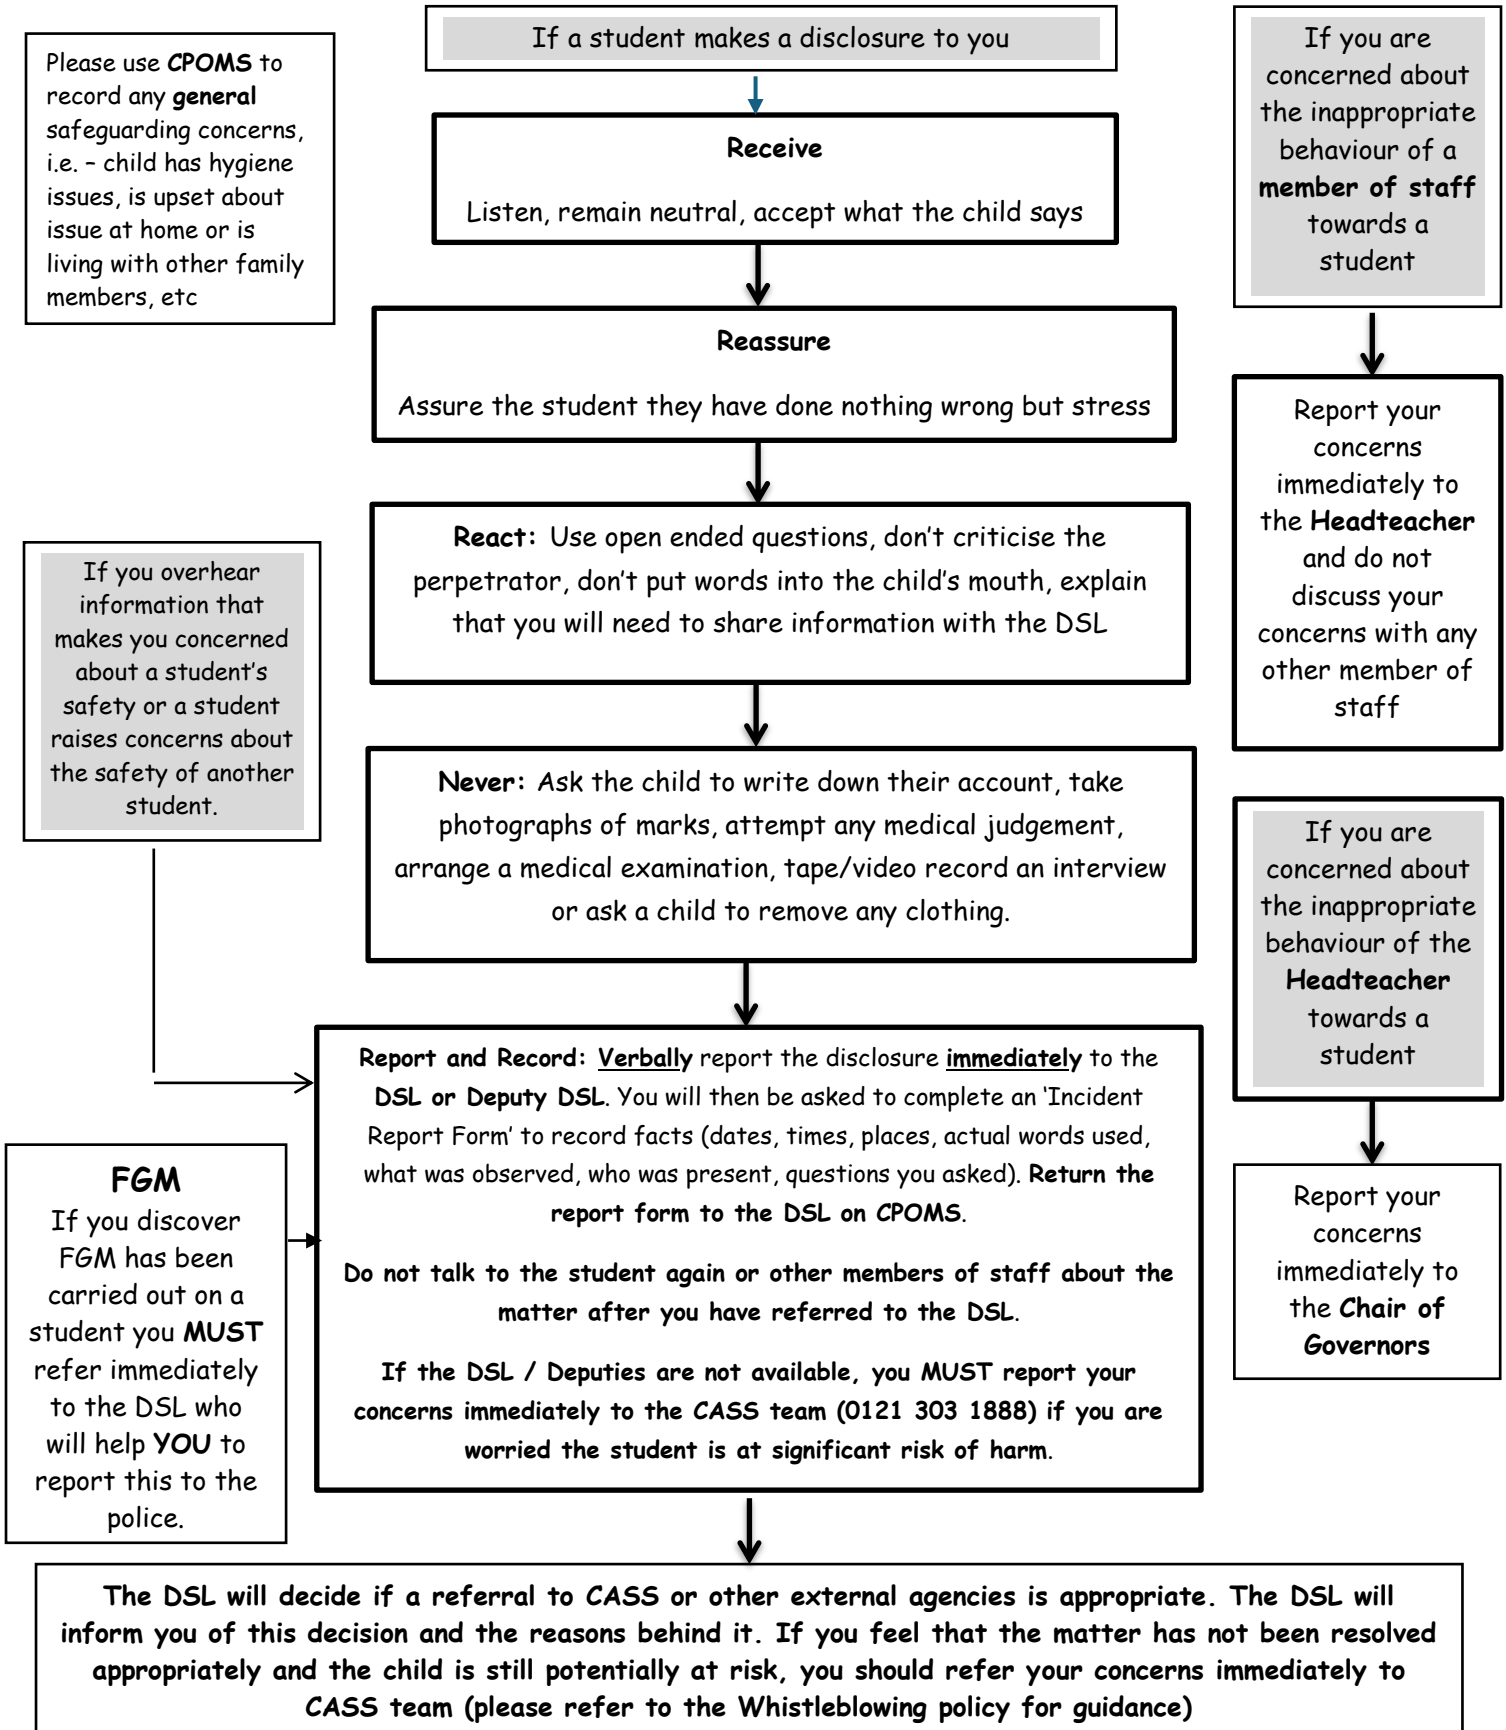 If a student makes a disclosure to you
Please use CPOMS to
record any general
safeguarding concerns,
i.e. – child has hygiene
issues, is upset about
issue at home or is
living with other family
members, etc
Receive
Listen, remain neutral, accept what the child says
Reassure
Assure the student they have done nothing wrong but stress
React: Use open ended questions, don’t criticise the
perpetrator, don’t put words into the child’s mouth, explain
that you will need to share information with the DSL
Never: Ask the child to write down their account, take
photographs of marks, attempt any medical judgement,
arrange a medical examination, tape/video record an interview
or ask a child to remove any clothing.
If you overhear
information that
makes you concerned
about a student’s
safety or a student
raises concerns about
the safety of another
student.
FGM
If you discover
FGM has been
carried out on a
student you MUST
refer immediately
to the DSL who
will help YOU to
report this to the
police.
Report and Record: Verbally report the disclosure immediately to the
DSL or Deputy DSL. You will then be asked to complete an ‘Incident
Report Form’ to record facts (dates, times, places, actual words used,
what was observed, who was present, questions you asked). Return the
report form to the DSL on CPOMS.
Do not talk to the student again or other members of staff about the
matter after you have referred to the DSL.
If the DSL / Deputies are not available, you MUST report your
concerns immediately to the CASS team (0121 303 1888) if you are
worried the student is at significant risk of harm.
If you are
concerned about
the inappropriate
behaviour of a
member of staff
towards a
student
Report your
concerns
immediately to
the Headteacher
and do not
discuss your
concerns with any
other member of
staff
If you are
concerned about
the inappropriate
behaviour of the
Headteacher
towards a
student
Report your
concerns
immediately to
the Chair of
Governors
The DSL will decide if a referral to CASS or other external agencies is appropriate. The DSL will
inform you of this decision and the reasons behind it. If you feel that the matter has not been resolved
appropriately and the child is still potentially at risk, you should refer your concerns immediately to
CASS team (please refer to the Whistleblowing policy for guidance)